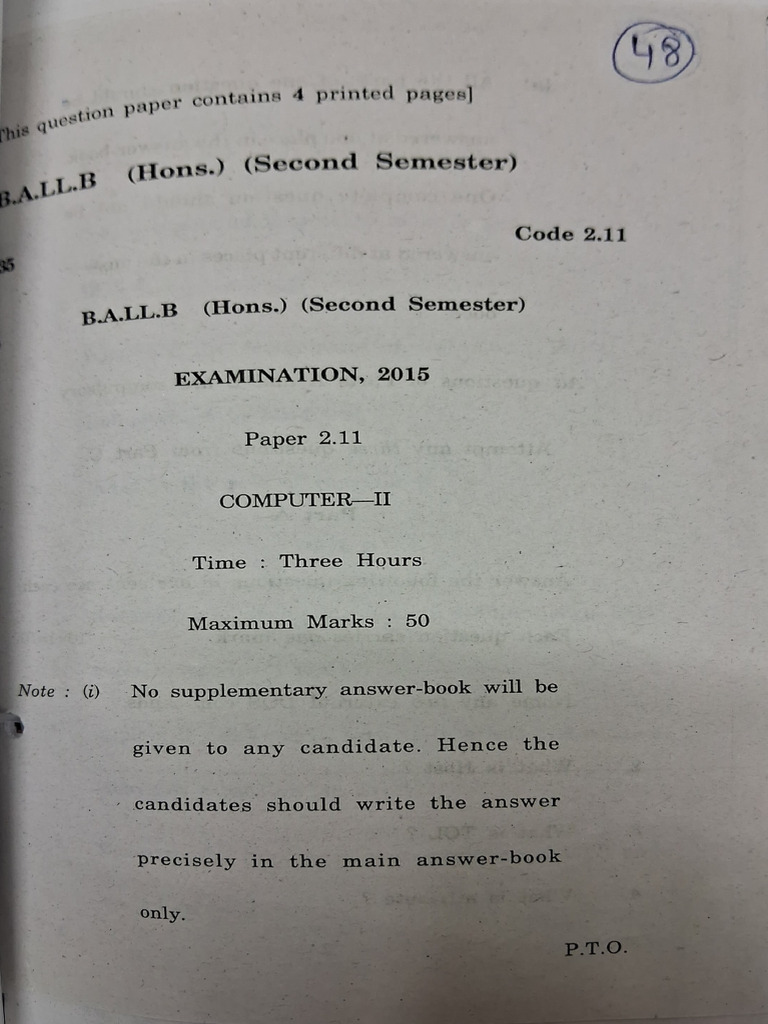 48
This question paper contains 4 printed pages]
B.A.LL.B (Hons.) (Second Semester)
Code 2.11
35
B.A.LL.B (Hons.) (Second Semester)
EXAMINATION, 2015
Paper 2.11
COMPUTER—II
Time : Three Hours
Maximum Marks : 50
Note : (i) No supplementary answer-book will be
given to any candidate. Hence the
candidates should write the answer
precisely in the main answer-book
only.
P.T.O.